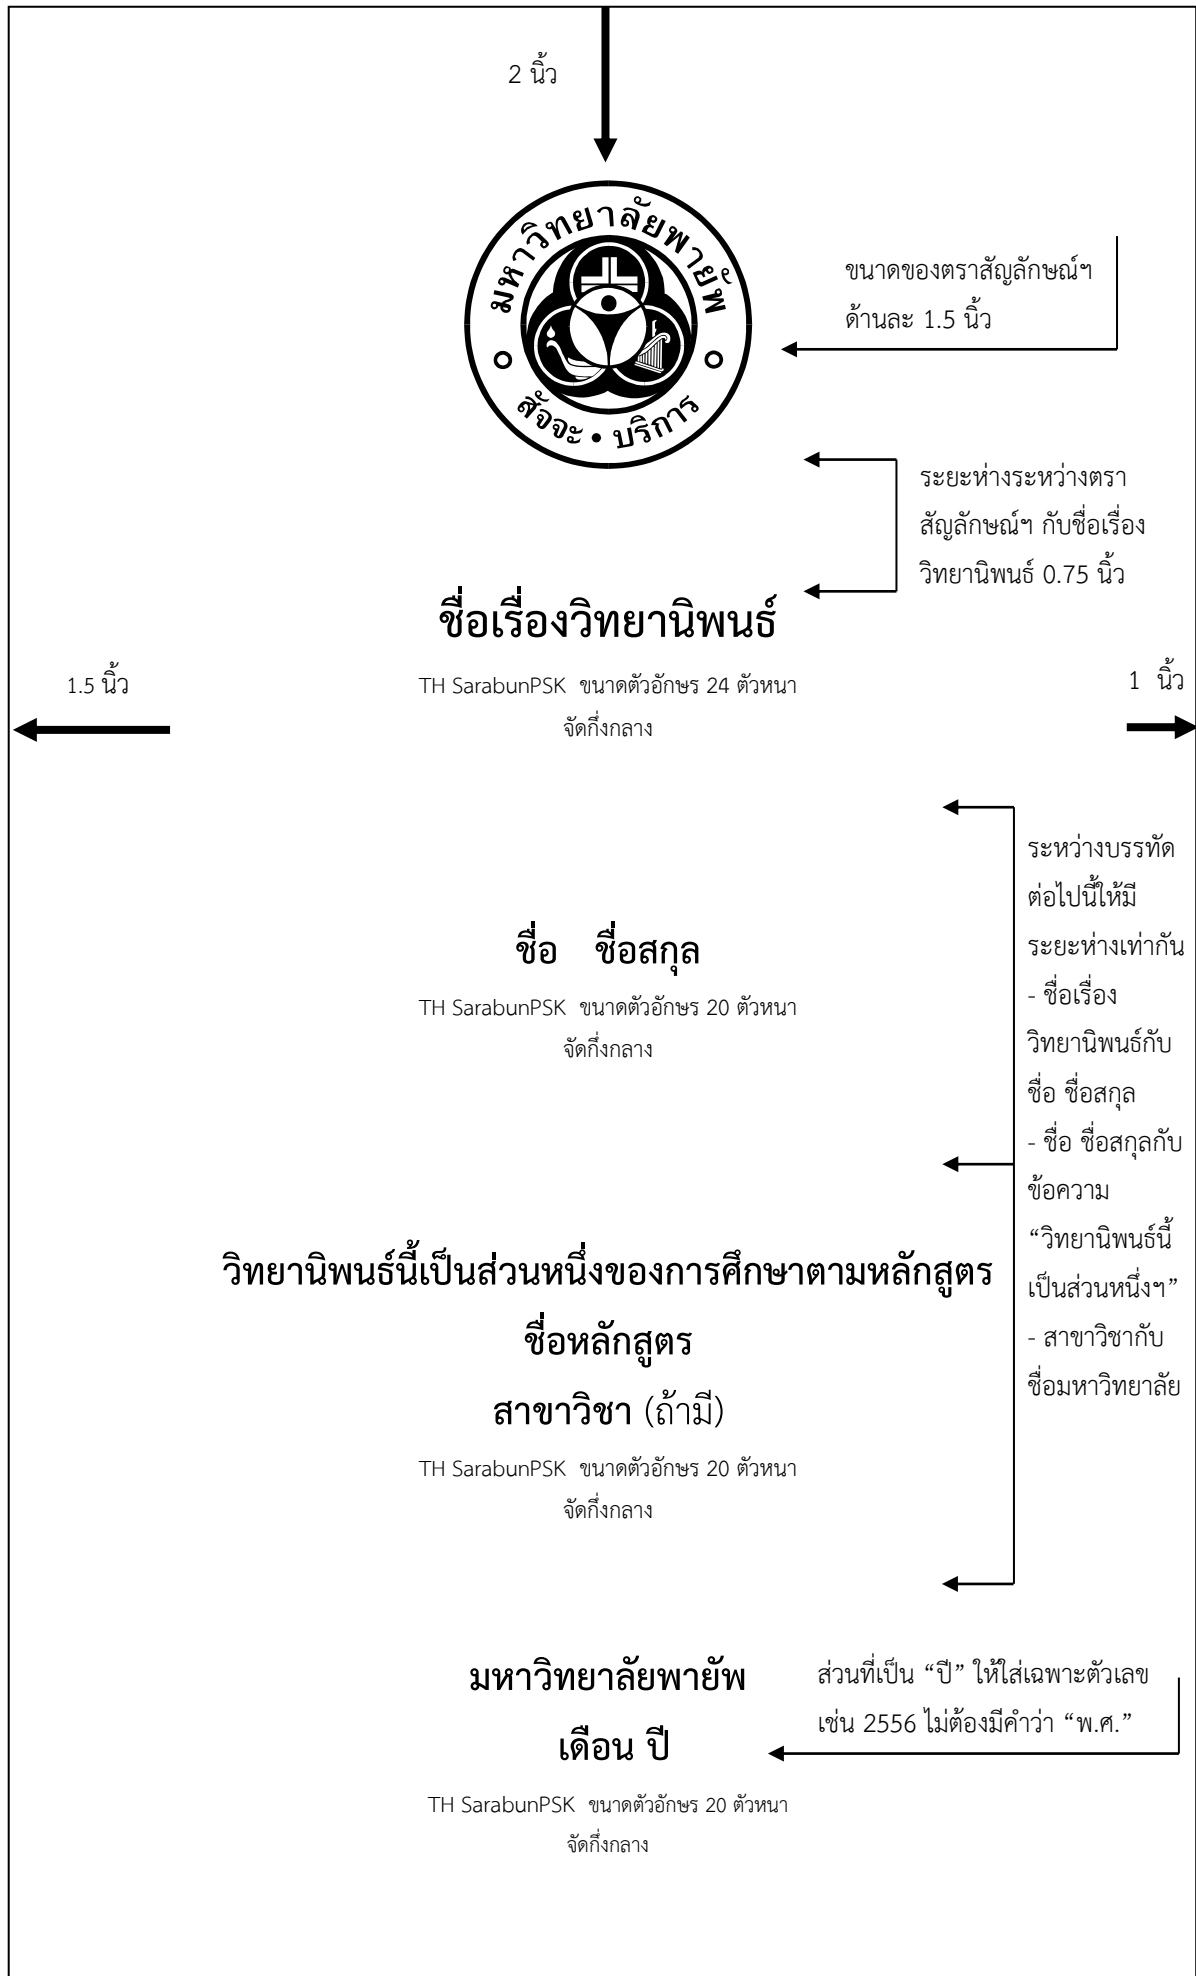 2 นิ้ว
มหาวิทยาลัยพายัพ
สัจจะ • บริการ
ขนาดของตราสัญลักษณ์ฯ
ด้านละ 1.5 นิ้ว
ระยะห่างระหว่างตรา
สัญลักษณ์ฯ กับชื่อเรื่อง
วิทยานิพนธ์ 0.75 นิ้ว
ชื่อเรื่องวิทยานิพนธ์
1.5 นิ้ว
TH SarabunPSK ขนาดตัวอักษร 24 ตัวหนา
จัดกึ่งกลาง
1 นิ้ว
ระหว่างบรรทัด
ต่อไปนี้ให้มี
ระยะห่างเท่ากัน
- ชื่อเรื่อง
วิทยานิพนธ์กับ
ชื่อ ชื่อสกุล
- ชื่อ ชื่อสกุลกับ
ข้อความ
“วิทยานิพนธ์นี้
เป็นส่วนหนึ่งฯ”
- สาขาวิชากับ
ชื่อมหาวิทยาลัย
ชื่อ ชื่อสกุล
TH SarabunPSK ขนาดตัวอักษร 20 ตัวหนา
จัดกึ่งกลาง
วิทยานิพนธ์นี้เป็นส่วนหนึ่งของการศึกษาตามหลักสูตร
ชื่อหลักสูตร
สาขาวิชา (ถ้ามี)
TH SarabunPSK ขนาดตัวอักษร 20 ตัวหนา
จัดกึ่งกลาง
มหาวิทยาลัยพายัพ
เดือน ปี
TH SarabunPSK ขนาดตัวอักษร 20 ตัวหนา
จัดกึ่งกลาง
ส่วนที่เป็น “ปี” ให้ใส่เฉพาะตัวเลข
เช่น 2556 ไม่ต้องมีคำว่า “พ.ศ.”